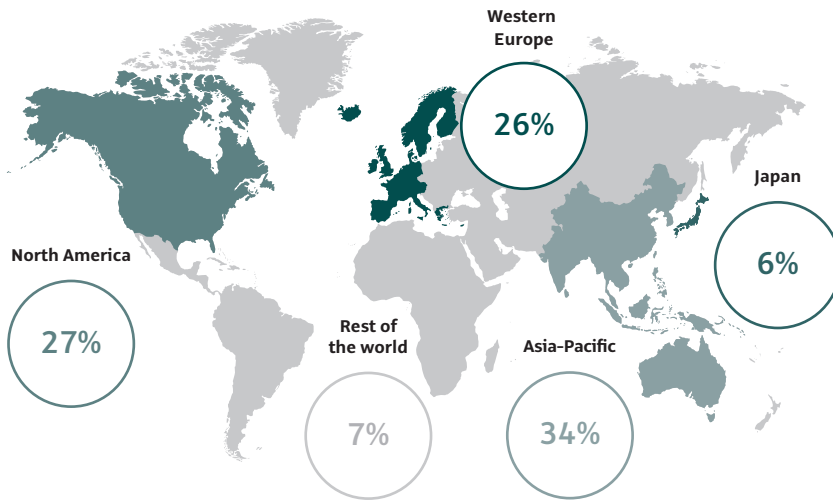 Western
Europe
26%
Japan
6%
North America
27%
Rest of
the world
7%
Asia-Pacific
34%